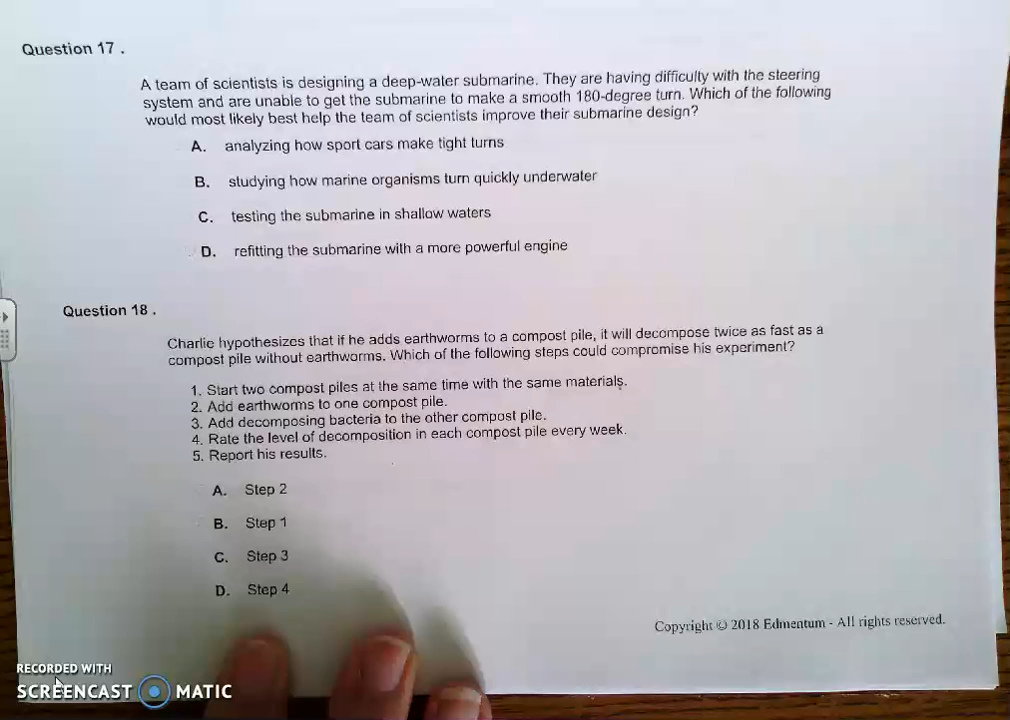 Question 17 .
A team of scientists is designing a deep-water submarine. They are having difficulty with the steering
system and are unable to get the submarine to make a smooth 180-degree turn. Which of the following
would most likely best help the team of scientists improve their submarine design?
A. analyzing how sport cars make tight turns
B. studying how marine organisms turn quickly underwater
C. testing the submarine in shallow waters
D. refitting the submarine with a more powerful engine
Question 18 .
Charlie hypothesizes that if he adds earthworms to a compost pile, it will decompose twice as fast as a
compost pile without earthworms. Which of the following steps could compromise his experiment?
1. Start two compost piles at the same time with the same materials.
2. Add earthworms to one compost pile.
3. Add decomposing bacteria to the other compost pile.
4. Rate the level of decomposition in each compost pile every week.
5. Report his results.
A. Step 2
B. Step 1
C. Step 3
D. Step 4
Copyright © 2018 Edmentum - All rights reserved.
RECORDED WITH
SCREENCAST MATIC